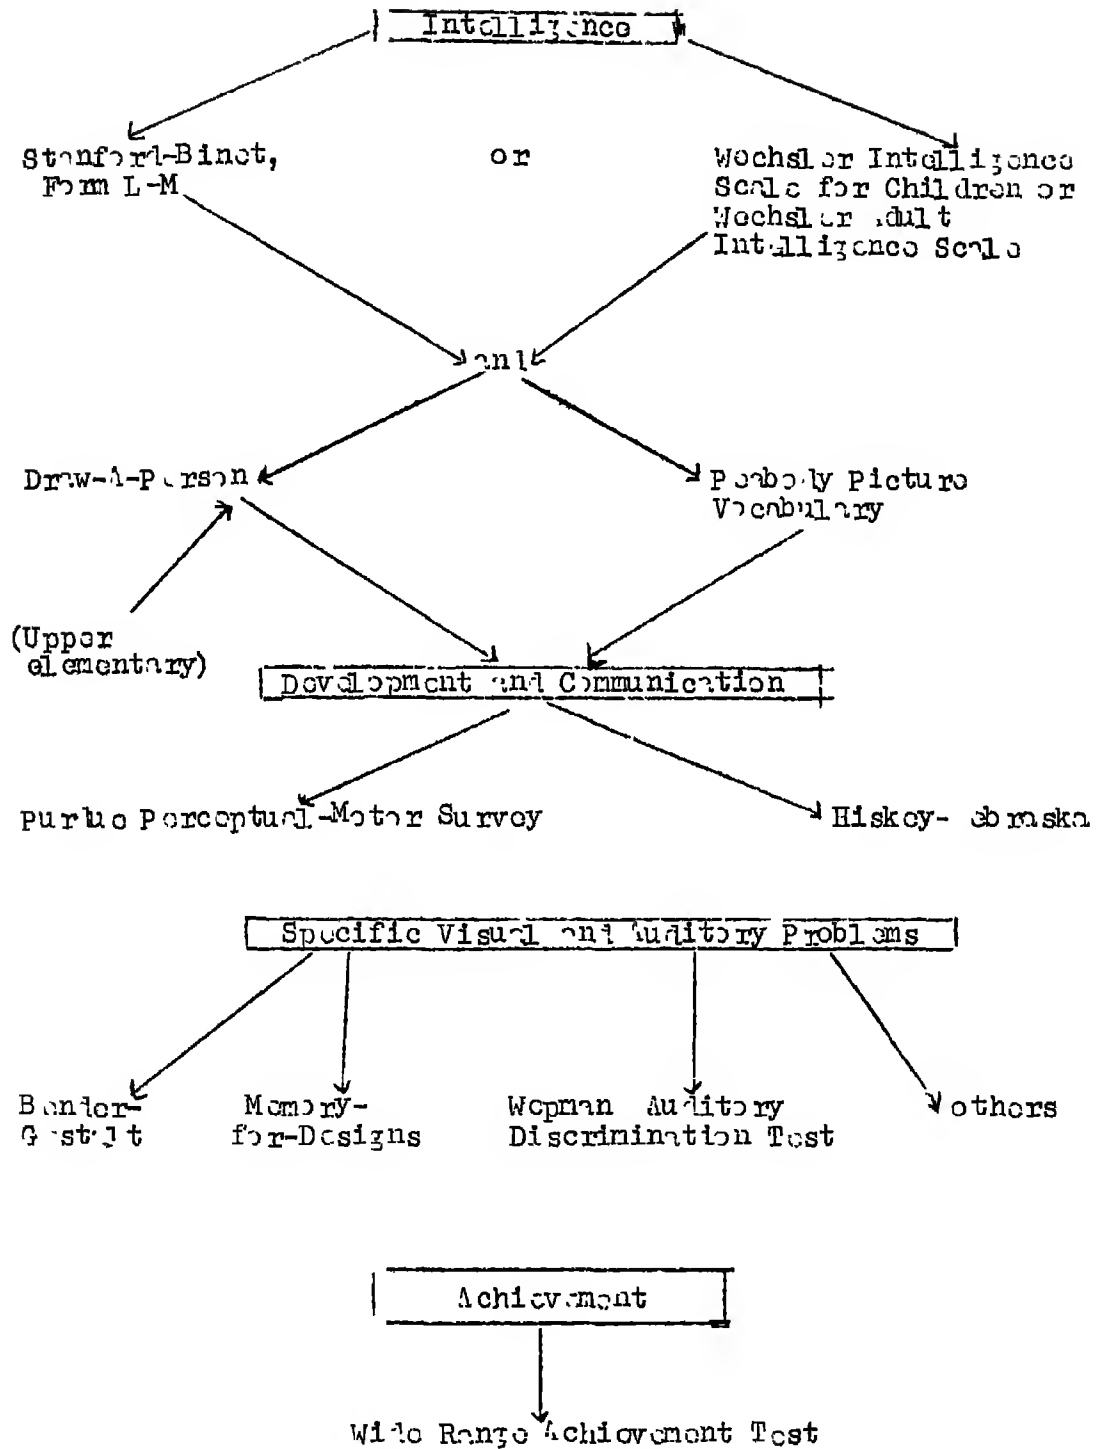 Intelligence
Stanford-Binet,
Form L-M
or
Wechsler Intelligence
Scale for Children or
Wechsler Adult
Intelligence Scale
and
Draw-A-Person
Peabody Picture
Vocabulary
(Upper
elementary)
Development and Communication
Purdue Perceptual-Motor Survey
Hiskey-Nebraska
Specific Visual and Auditory Problems
Bender-
Gestalt
Memory-
for-Designs
Wepman Auditory
Discrimination Test
others
Achievement
Wide Range Achievement Test